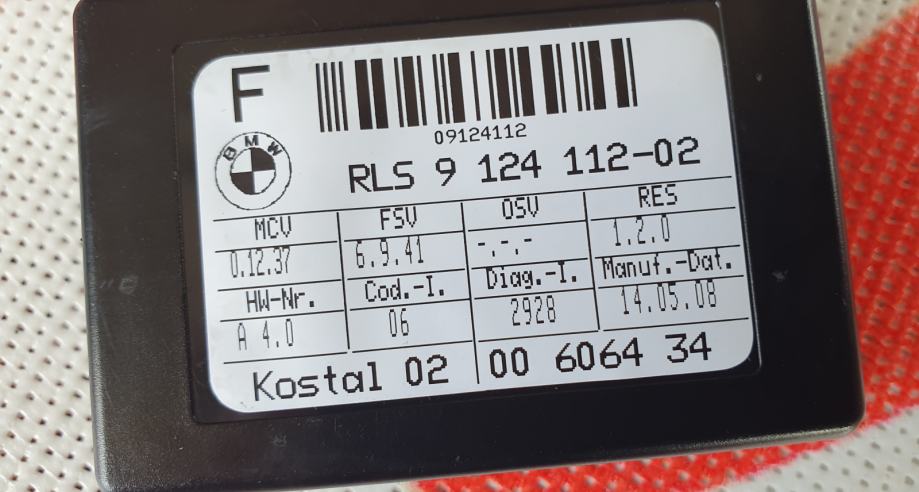 F
09124112
BMW
RLS 9 124 112-02
MCV FSV OSV RES
0.12.37 6.9.41 -.-.- 1.2.0
HW-Nr. Cod.-I. Diag.-I. Manuf.-Dat.
A 4.0 06 2928 14.05.08
Kostal 02 00 6064 34